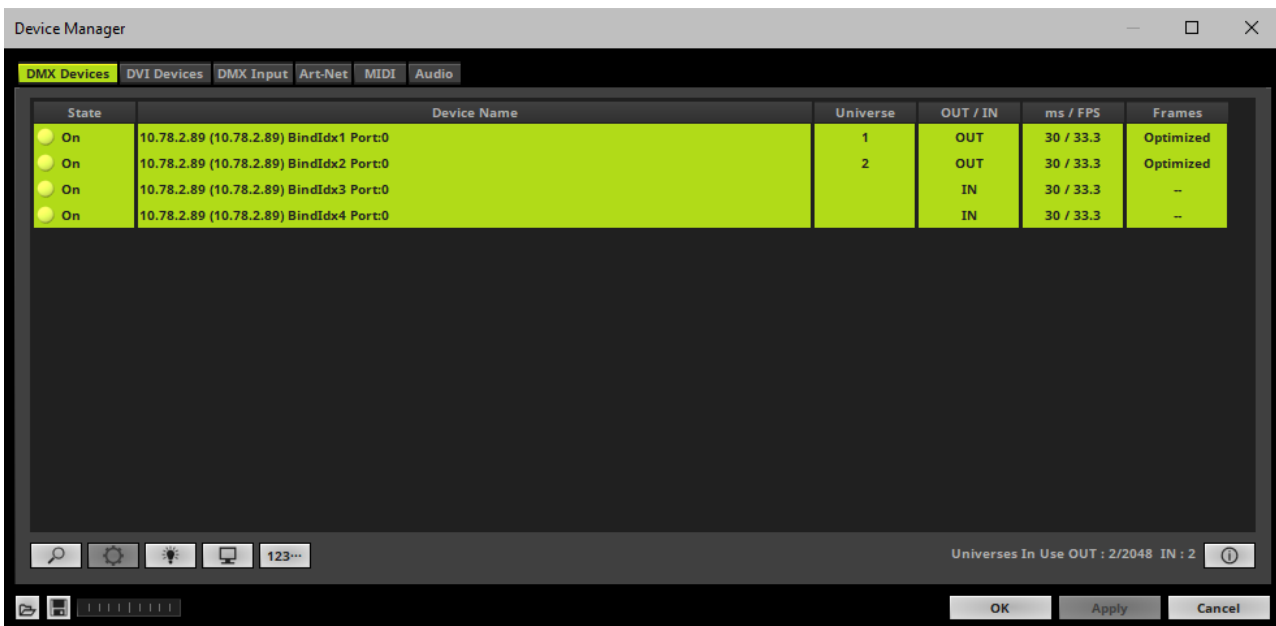 Device Manager
DMX Devices DVI Devices DMX Input Art-Net MIDI Audio
State Device Name Universe OUT / IN ms / FPS Frames
On 10.78.2.89 (10.78.2.89) BindIdx1 Port:0 1 OUT 30 / 33.3 Optimized
On 10.78.2.89 (10.78.2.89) BindIdx2 Port:0 2 OUT 30 / 33.3 Optimized
On 10.78.2.89 (10.78.2.89) BindIdx3 Port:0 IN 30 / 33.3 --
On 10.78.2.89 (10.78.2.89) BindIdx4 Port:0 IN 30 / 33.3 --
123... Universes In Use OUT : 2/2048 IN : 2
OK Apply Cancel